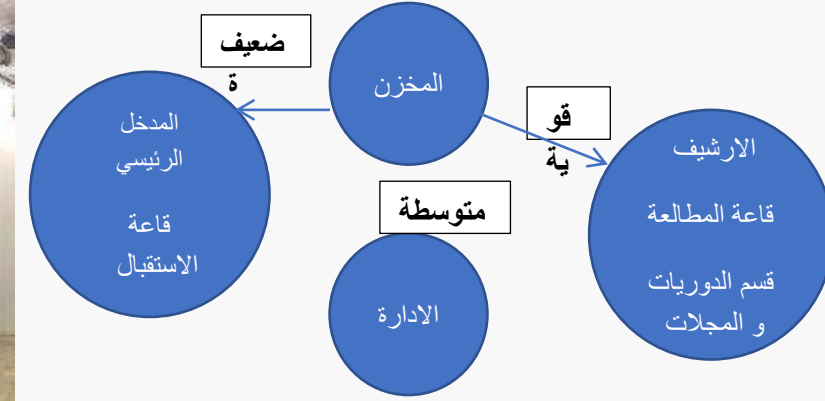 المخزن
قو
ية
ضعيف
ة
الارشيف
قاعة المطالعة
قسم الدوريات
و المجلات
المدخل
الرئيسي
قاعة
الاستقبال
متوسطة
الادارة